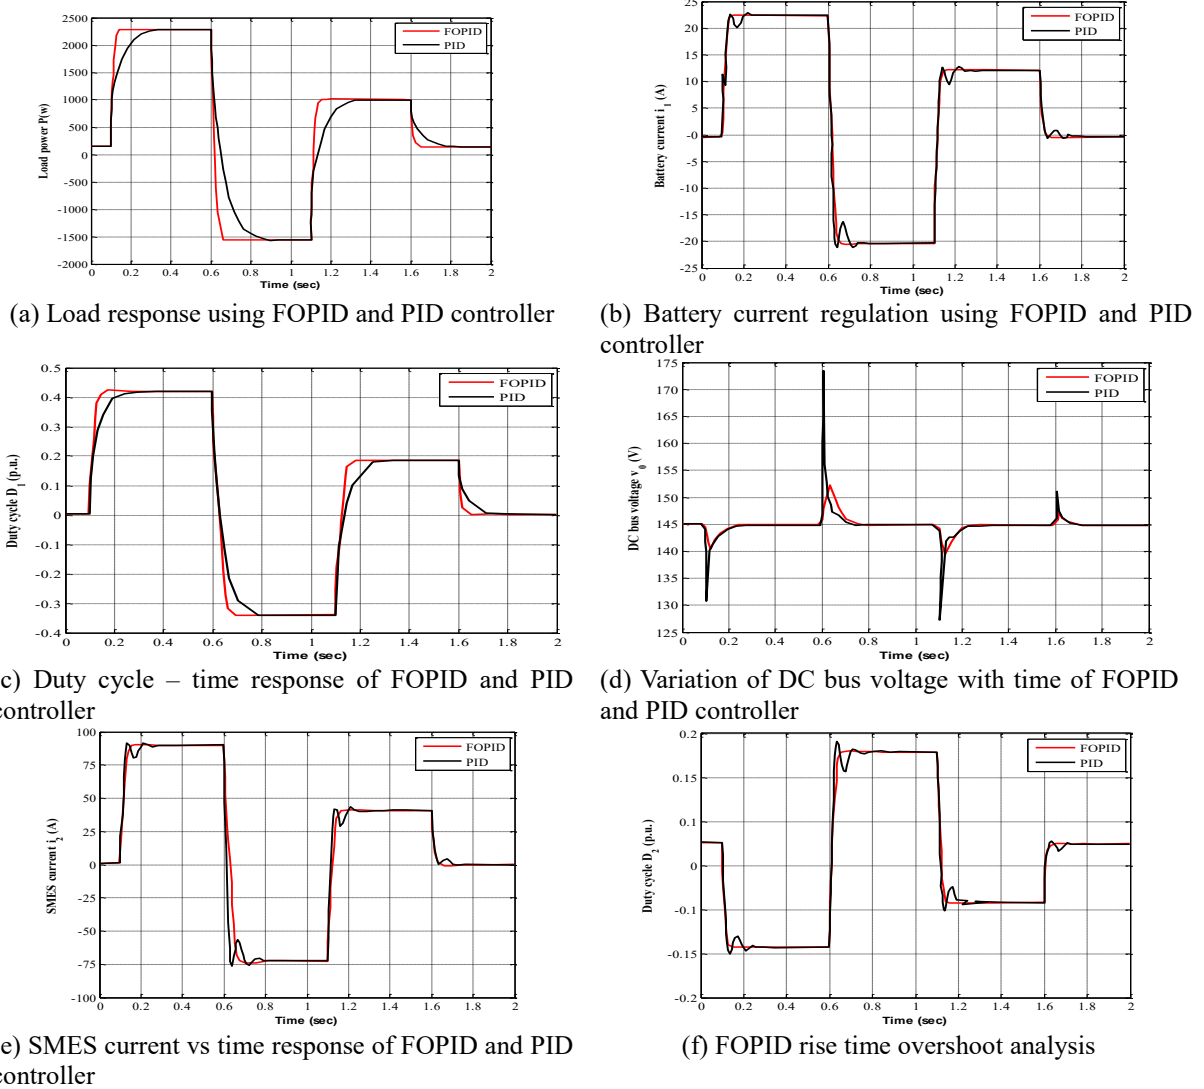 2500
2000
1500
1000
500
0
-500
-1000
-1500
-2000
0 0.2 0.4 0.6 0.8 1 1.2 1.4 1.6 1.8 2
Time (sec)
Load power P(w)
FOPID
PID
(a) Load response using FOPID and PID controller
25
20
15
10
5
-0
-5
-10
-15
-20
-25
0 0.2 0.4 0.6 0.8 1 1.2 1.4 1.6 1.8 2
Time (sec)
Battery current i1 (A)
FOPID
PID
(b) Battery current regulation using FOPID and PID
controller
0.5
0.4
0.3
0.2
0.1
0
-0.1
-0.2
-0.3
-0.4
0 0.2 0.4 0.6 0.8 1 1.2 1.4 1.6 1.8 2
Time (sec)
Duty cycle D1 (p.u.)
FOPID
PID
c) Duty cycle – time response of FOPID and PID
controller
175
170
165
160
155
150
145
140
135
130
125
0 0.2 0.4 0.6 0.8 1 1.2 1.4 1.6 1.8 2
Time (sec)
DC bus voltage v0 (V)
FOPID
PID
(d) Variation of DC bus voltage with time of FOPID
and PID controller
100
75
50
25
0
-25
-50
-75
-100
0 0.2 0.4 0.6 0.8 1 1.2 1.4 1.6 1.8 2
Time (sec)
SMES current i2 (A)
FOPID
PID
e) SMES current vs time response of FOPID and PID
controller
0.2
0.15
0.1
0
-0.1
-0.15
-0.2
0 0.2 0.4 0.6 0.8 1 1.2 1.4 1.6 1.8 2
Time (sec)
Duty cycle D2 (p.u.)
FOPID
PID
(f) FOPID rise time overshoot analysis